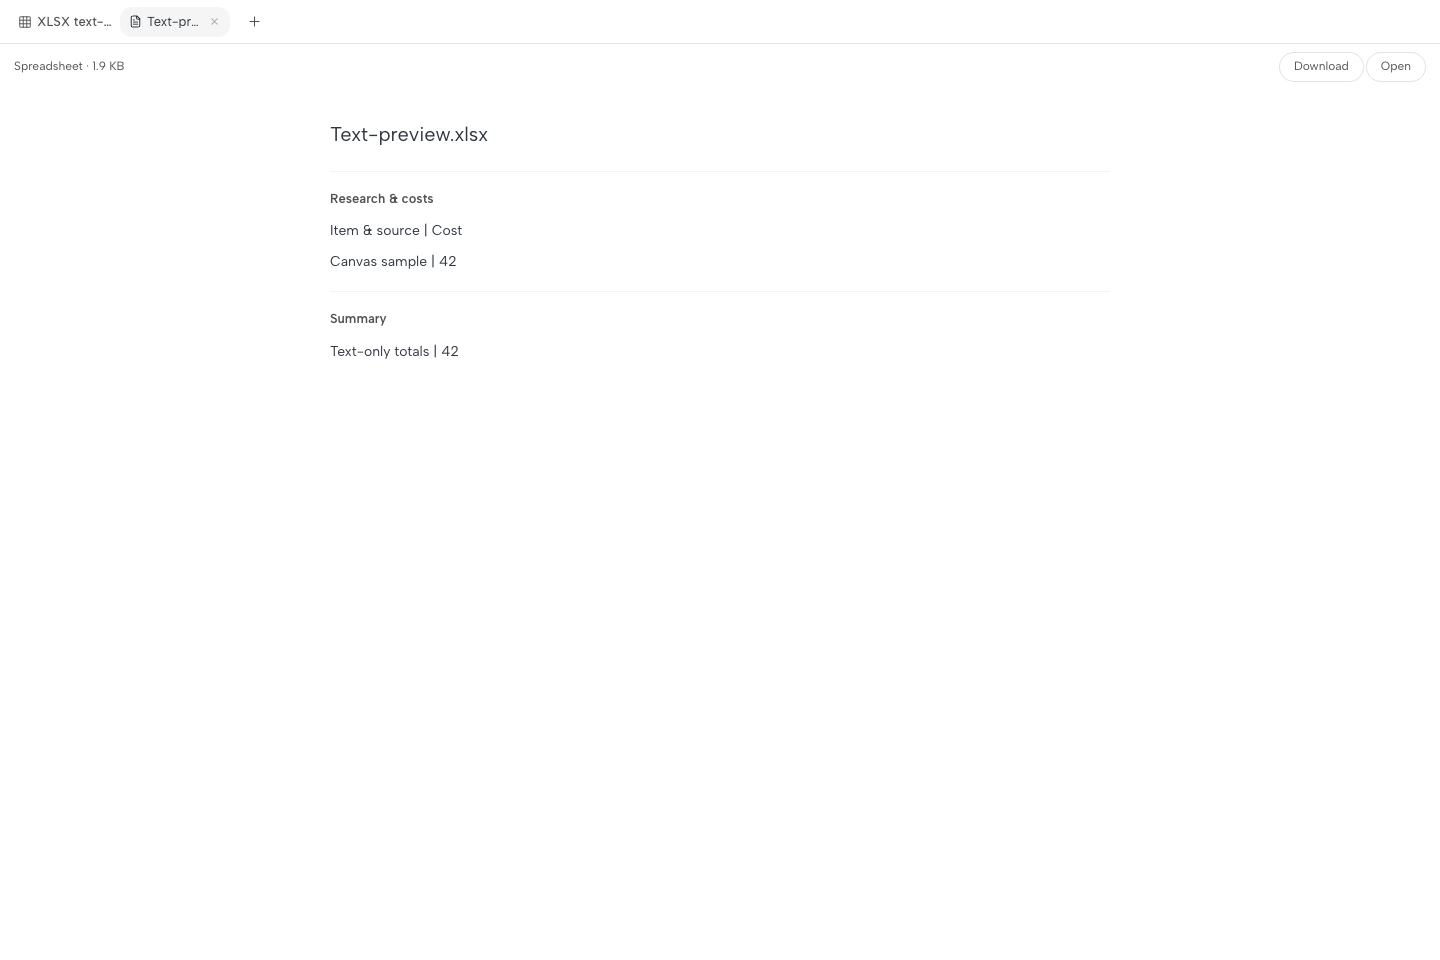 XLSX text-...
Text-pr...
Spreadsheet · 1.9 KB
Download
Open
Text-preview.xlsx
Research & costs
Item & source | Cost
Canvas sample | 42
Summary
Text-only totals | 42